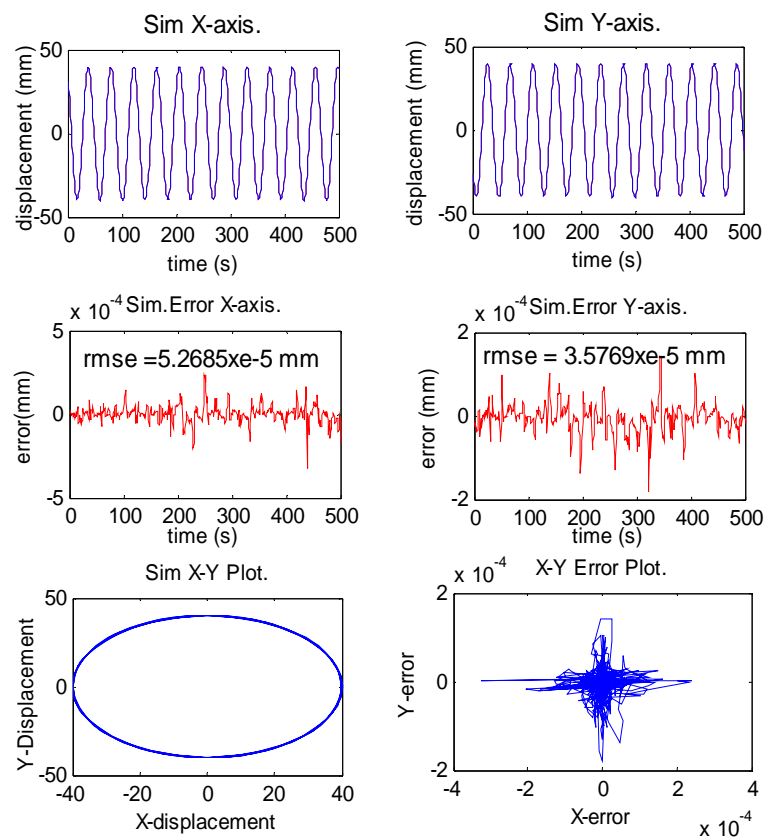 Sim X-axis.
50
0
-50
displacement (mm)
0 100 200 300 400 500
time (s)
Sim Y-axis.
50
0
-50
displacement (mm)
0 100 200 300 400 500
time (s)
x 10^-4 Sim.Error X-axis.
rmse =5.2685xe-5 mm
5
0
-5
error(mm)
0 100 200 300 400 500
time (s)
x 10^-4 Sim.Error Y-axis.
rmse = 3.5769xe-5 mm
2
0
-2
error (mm)
0 100 200 300 400 500
time (s)
Sim X-Y Plot.
50
0
-50
Y-Displacement
-40 -20 0 20 40
X-displacement
x 10^-4 X-Y Error Plot.
2
0
-2
Y-error
-4 -2 0 2 4
X-error
x 10^-4